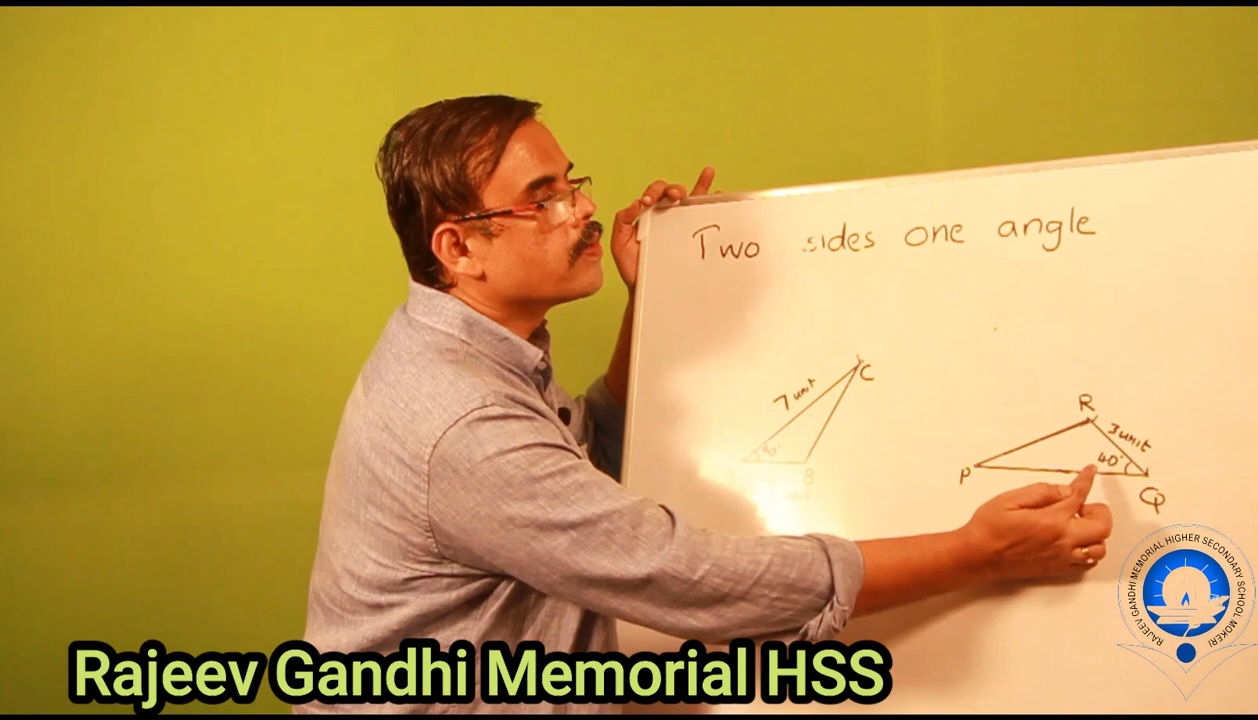 Two sides one angle
7 unit
C
B
R
3 unit
40°
P
Q
RAJEEV GANDHI MEMORIAL HIGHER SECONDARY SCHOOL MOKERI
Rajeev Gandhi Memorial HSS